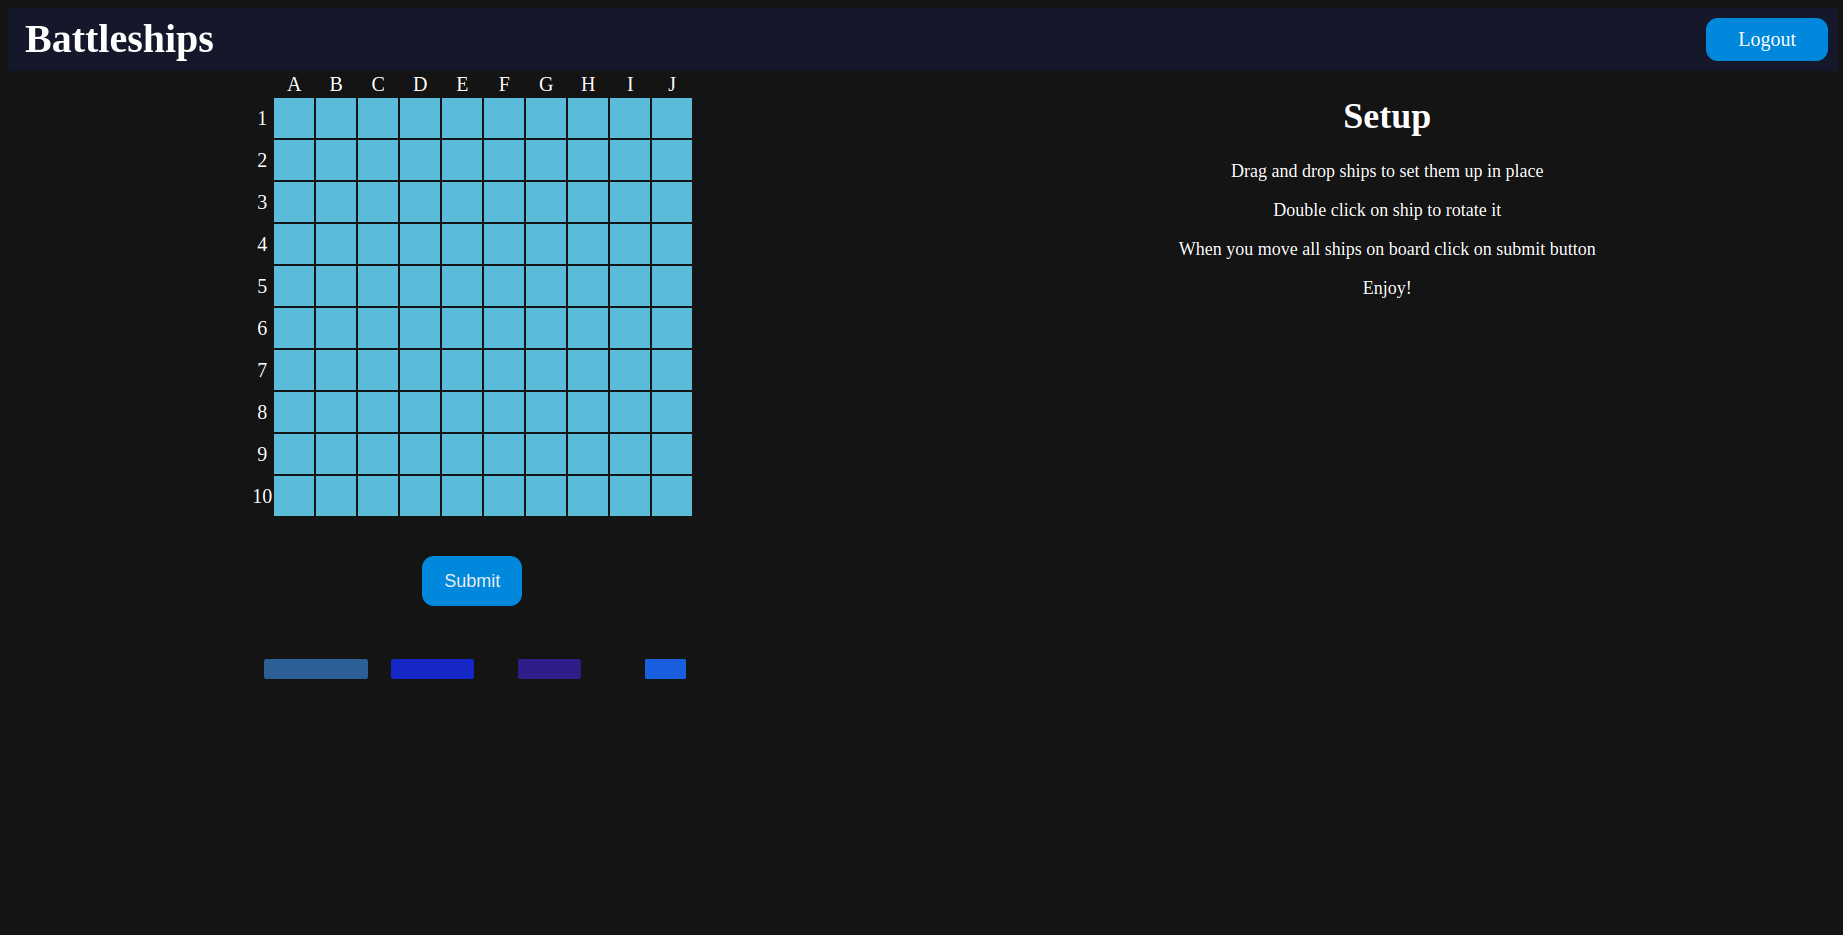 Battleships
Logout
A B C D E F G H I J
1
2
3
4
5
6
7
8
9
10
Submit
Setup
Drag and drop ships to set them up in place
Double click on ship to rotate it
When you move all ships on board click on submit button
Enjoy!